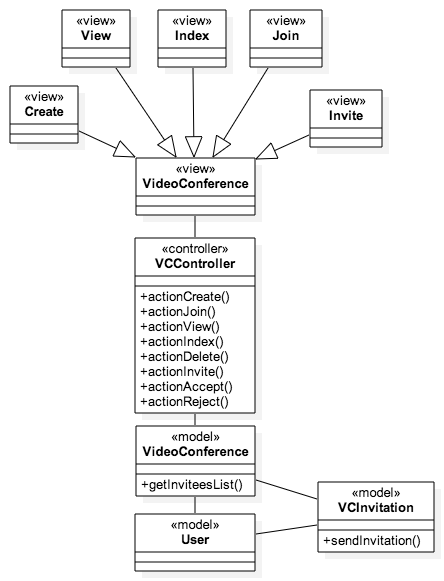 «view»
View
«view»
Index
«view»
Join
«view»
Create
«view»
Invite
«view»
VideoConference
«controller»
VCController
+actionCreate()
+actionJoin()
+actionView()
+actionIndex()
+actionDelete()
+actionInvite()
+actionAccept()
+actionReject()
«model»
VideoConference
+getInviteesList()
«model»
VCInvitation
+sendInvitation()
«model»
User